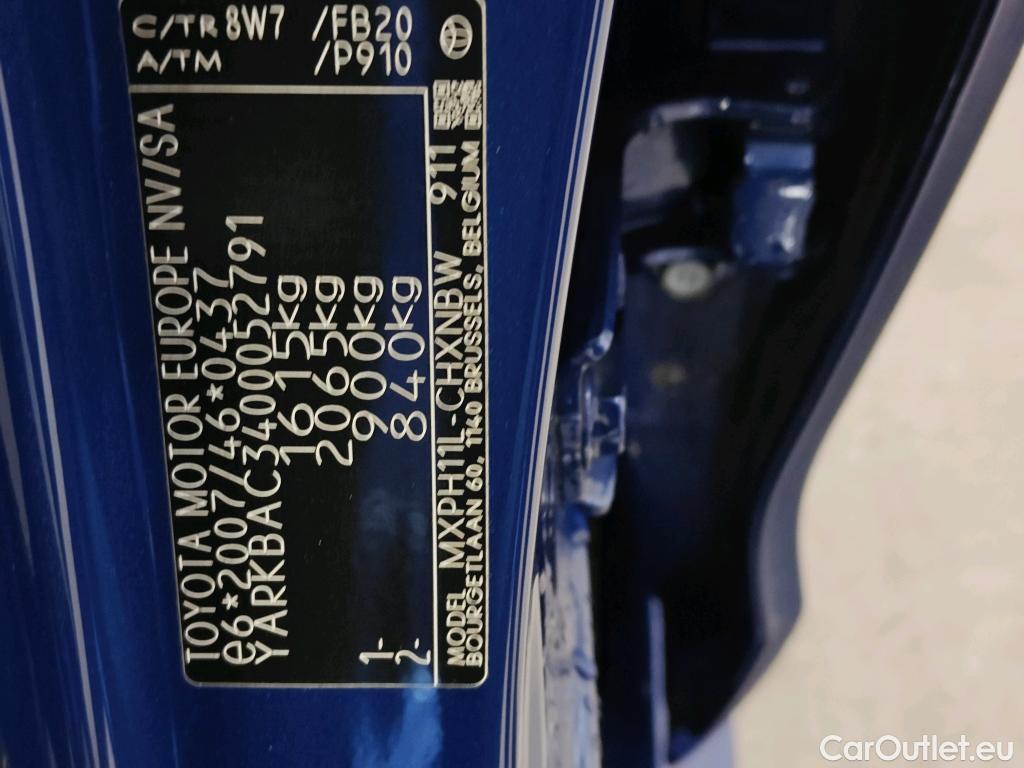 TOYOTA MOTOR EUROPE NV/SA
e6*2007/46*0437
YARKBAC3400052791
1615kg
2065kg
1- 900kg
2- 840kg
MODEL MXPH11L-CHXNBW 911
BOURGETLAAN 60, 1140 BRUSSELS, BELGIUM
C/TR 8W7 /FB20
A/TM /P910
CarOutlet.eu